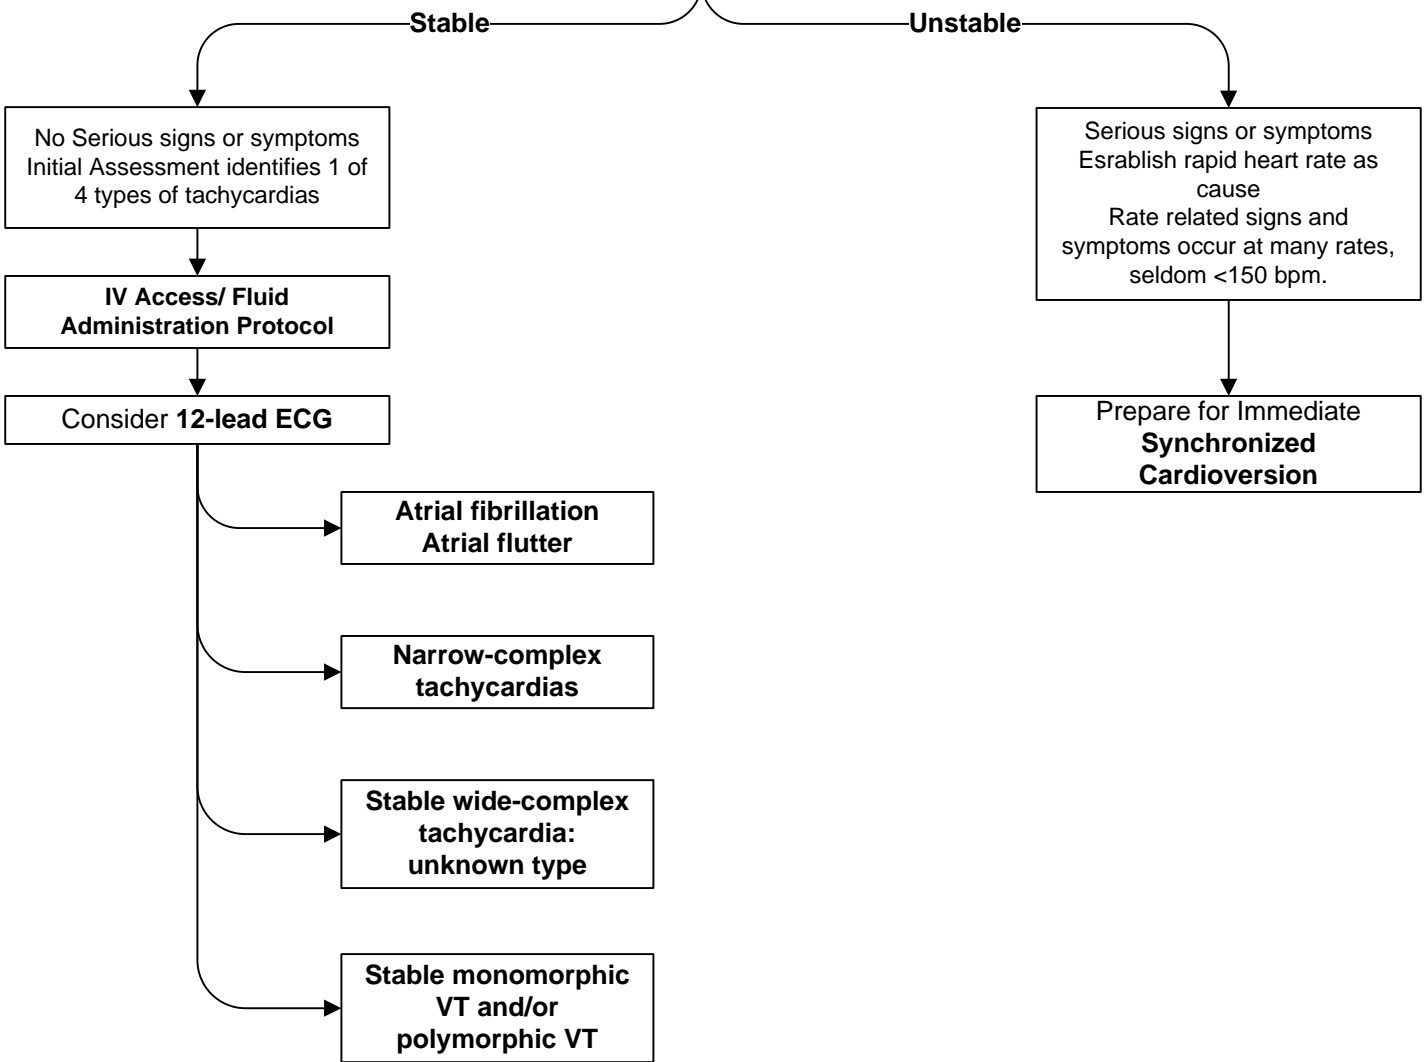 Stable
Unstable
No Serious signs or symptoms
Initial Assessment identifies 1 of
4 types of tachycardias
Serious signs or symptoms
Esrablish rapid heart rate as
cause
Rate related signs and
symptoms occur at many rates,
seldom <150 bpm.
IV Access/ Fluid
Administration Protocol
Consider 12-lead ECG
Prepare for Immediate
Synchronized
Cardioversion
Atrial fibrillation
Atrial flutter
Narrow-complex
tachycardias
Stable wide-complex
tachycardia:
unknown type
Stable monomorphic
VT and/or
polymorphic VT